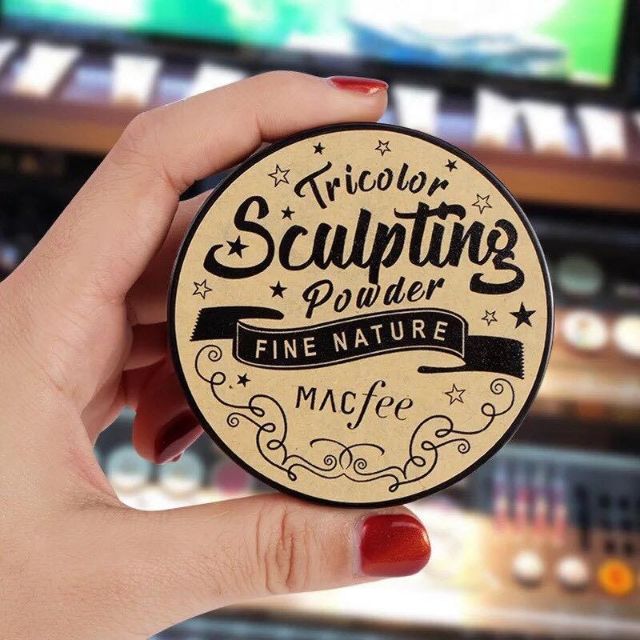 Tricolor
Sculpting
Powder
FINE NATURE
MACfee